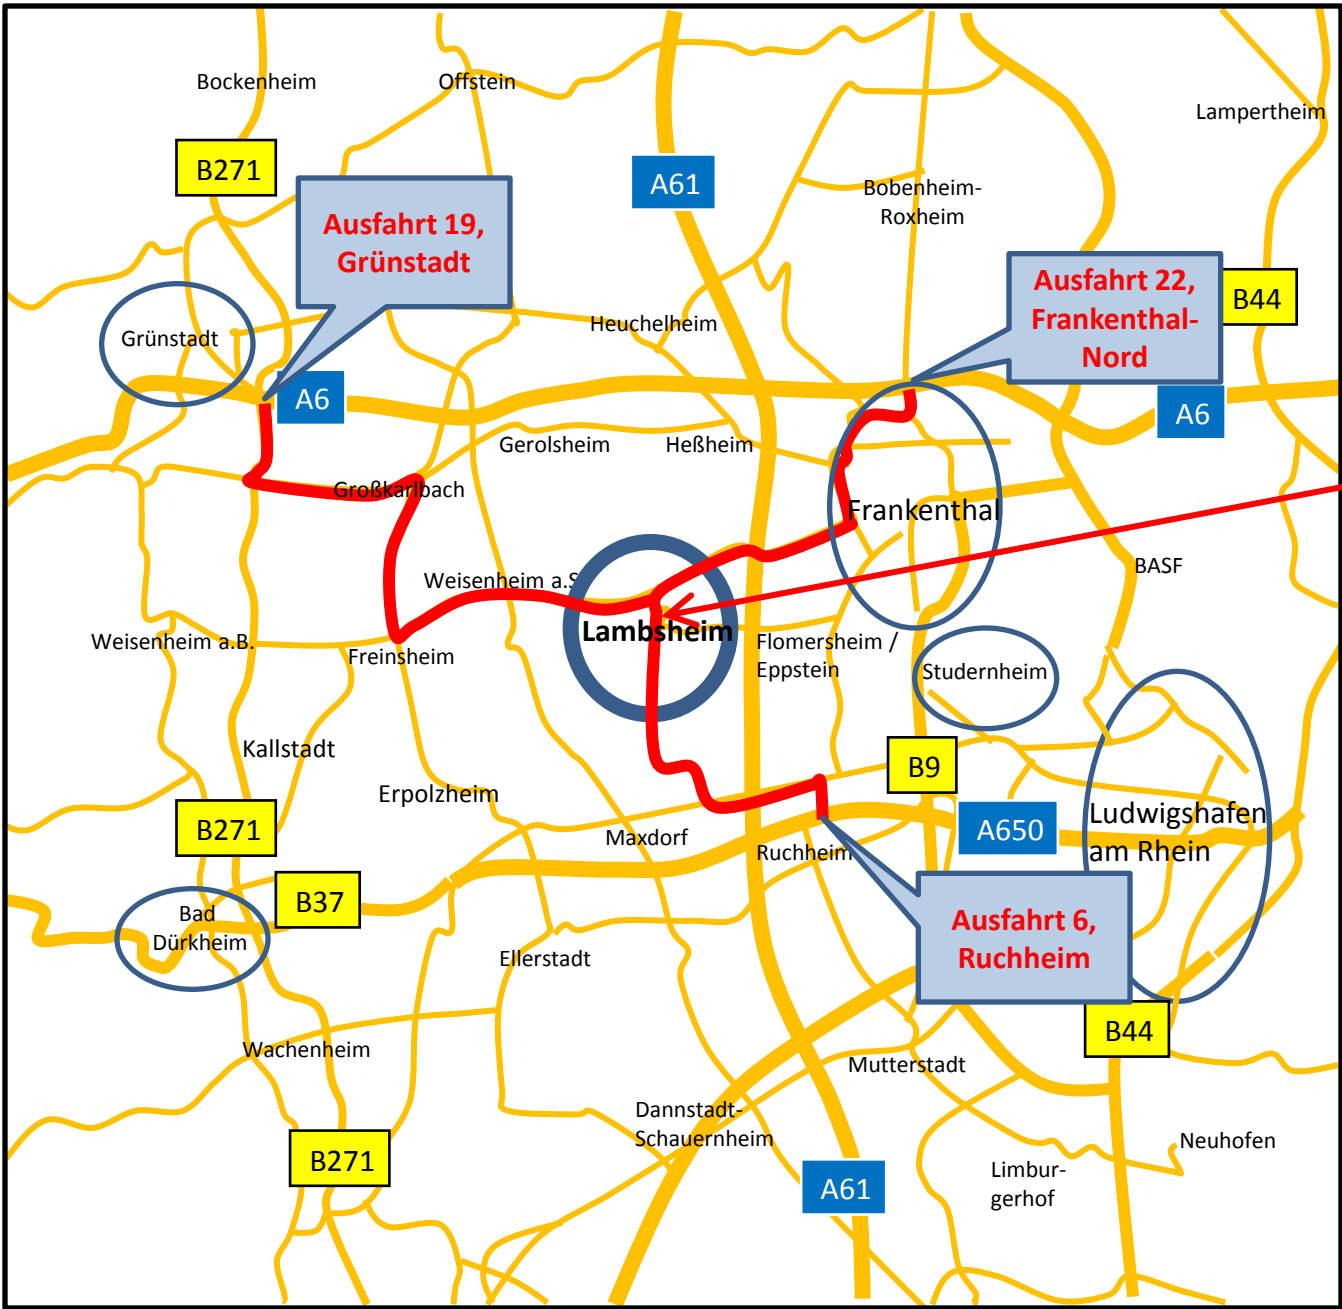 Bockenheim
Offstein
Lampertheim
B271
A61
Bobenheim-
Roxheim
Ausfahrt 19,
Grünstadt
Ausfahrt 22,
Frankenthal-
Nord
B44
Grünstadt
Heuchelheim
A6
A6
Gerolsheim
Heßheim
Großkarlbach
Frankenthal
BASF
Weisenheim a.S
Lambsheim
Weisenheim a.B.
Freinsheim
Flomersheim /
Eppstein
Studernheim
Kallstadt
B9
Erpolzheim
B271
Maxdorf
A650
Ludwigshafen
am Rhein
Ruchheim
B37
Bad
Dürkheim
Ausfahrt 6,
Ruchheim
Ellerstadt
B44
Wachenheim
Mutterstadt
Dannstadt-
Schauernheim
Neuhofen
B271
A61
Limbur-
gerhof